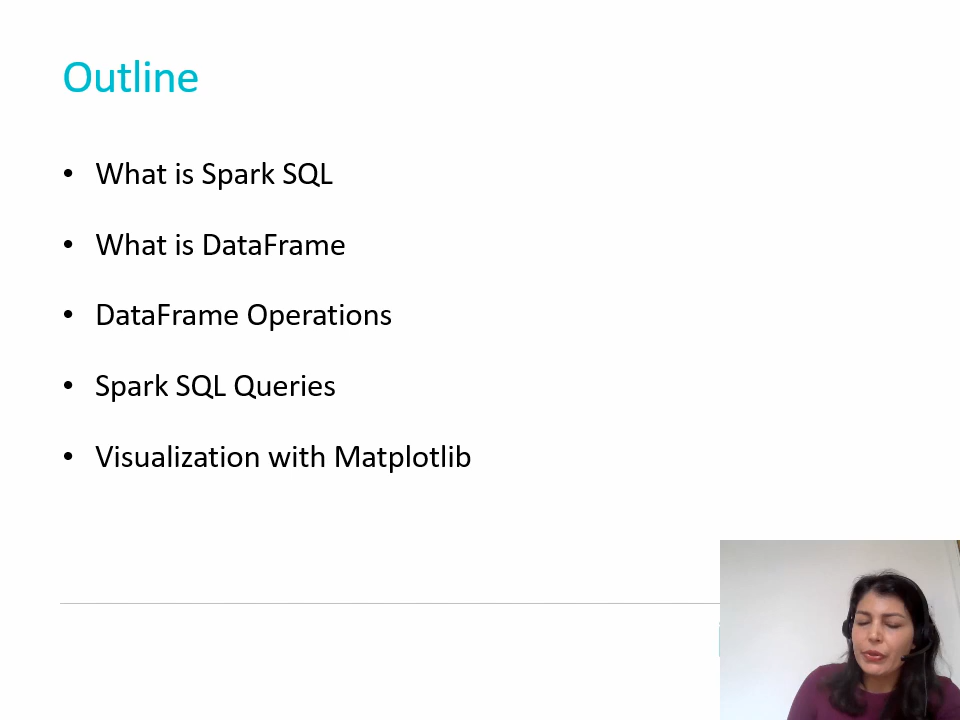 Outline
• What is Spark SQL
• What is DataFrame
• DataFrame Operations
• Spark SQL Queries
• Visualization with Matplotlib